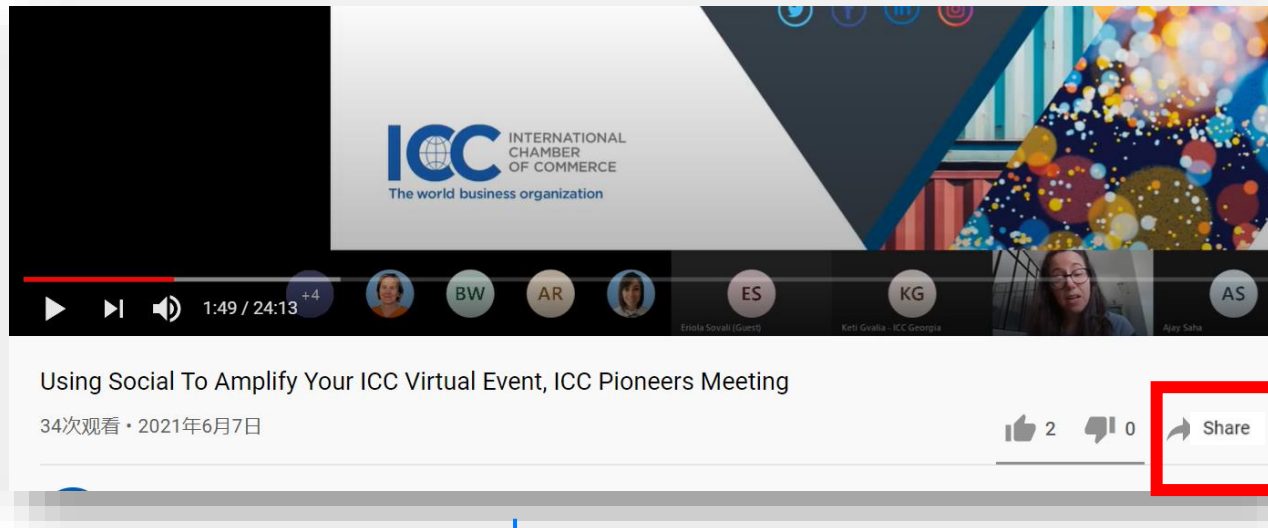 ICC INTERNATIONAL
CHAMBER
OF COMMERCE
The world business organization
1:49 / 24:13
+4
BW
AR
ES
KG
AS
Eriola Sovali (Guest)
Keti Gvalia - ICC Georgia
Ajay Saha
Using Social To Amplify Your ICC Virtual Event, ICC Pioneers Meeting
34次观看 • 2021年6月7日
2
0
Share